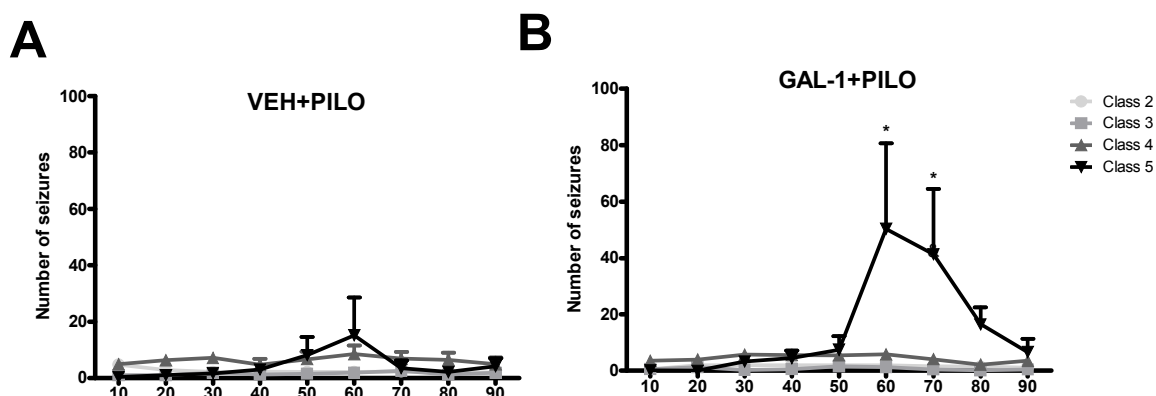 A
VEH+PILO
Number of seizures
100
80
60
40
20
0
10 20 30 40 50 60 70 80 90
B
GAL-1+PILO
Number of seizures
100
80
60
40
20
0
*
*
10 20 30 40 50 60 70 80 90
Class 2
Class 3
Class 4
Class 5